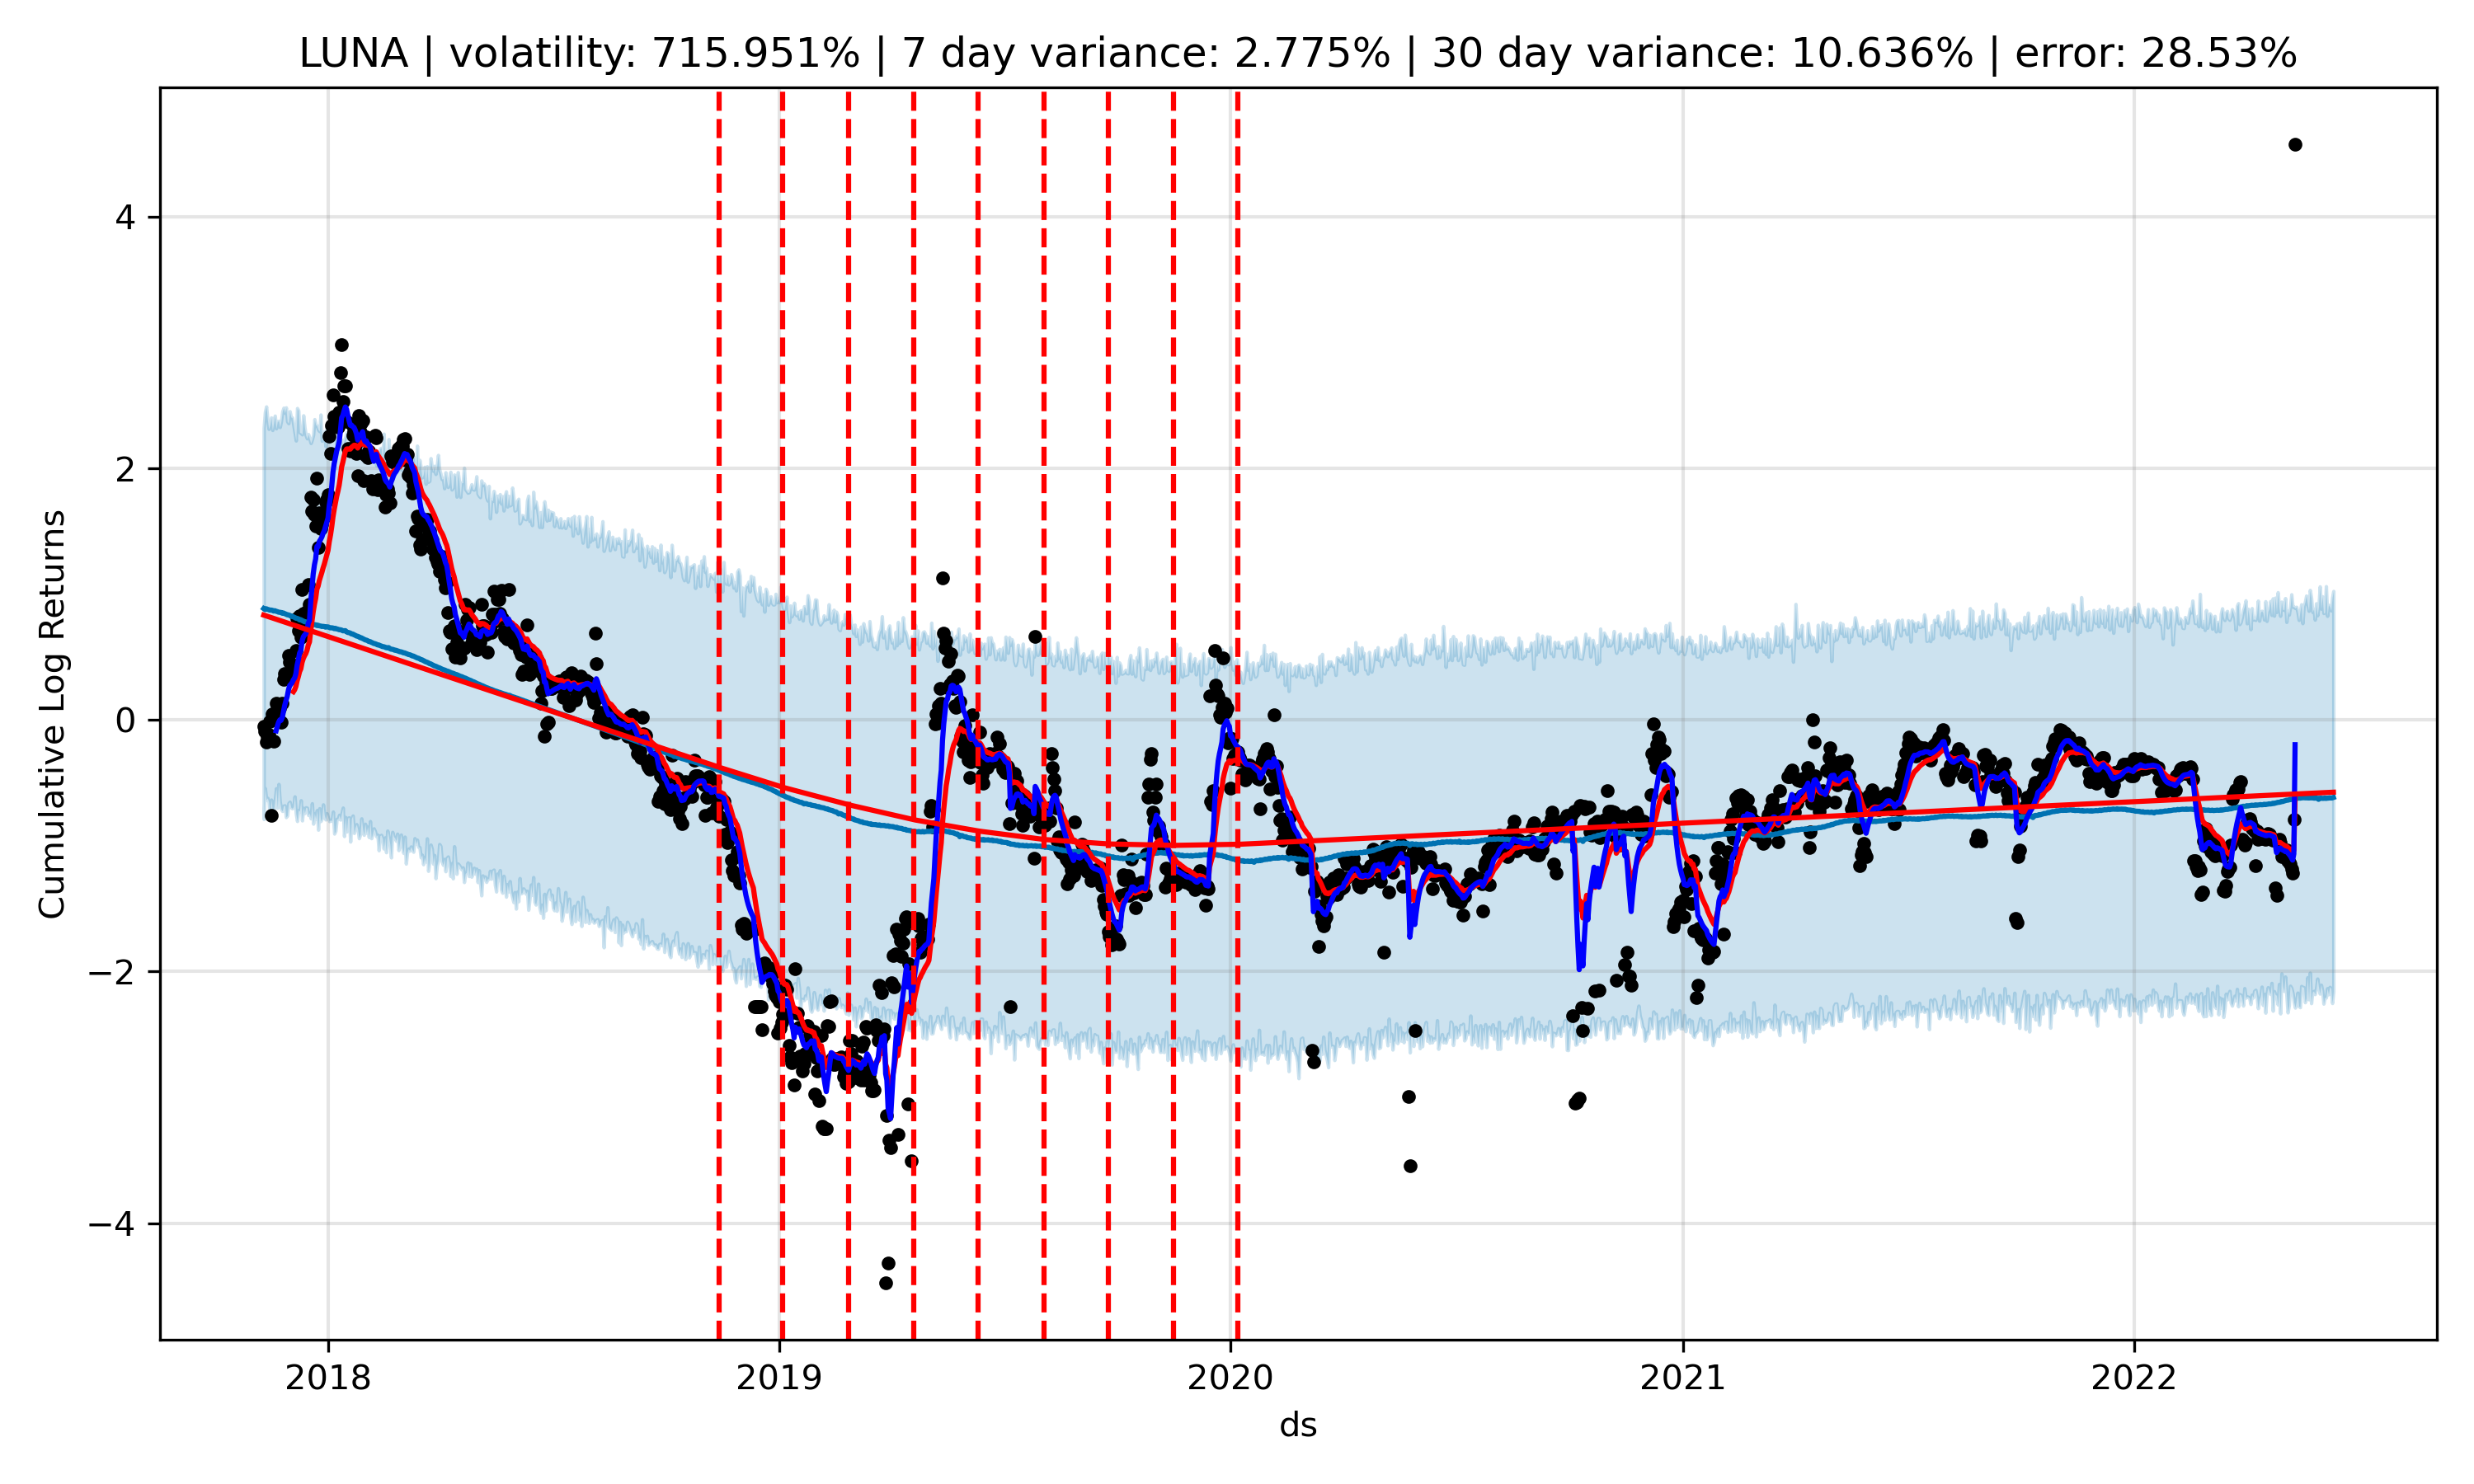 LUNA | volatility: 715.951% | 7 day variance: 2.775% | 30 day variance: 10.636% | error: 28.53%
Cumulative Log Returns
4
2
0
−2
−4
2018 2019 2020 2021 2022
ds